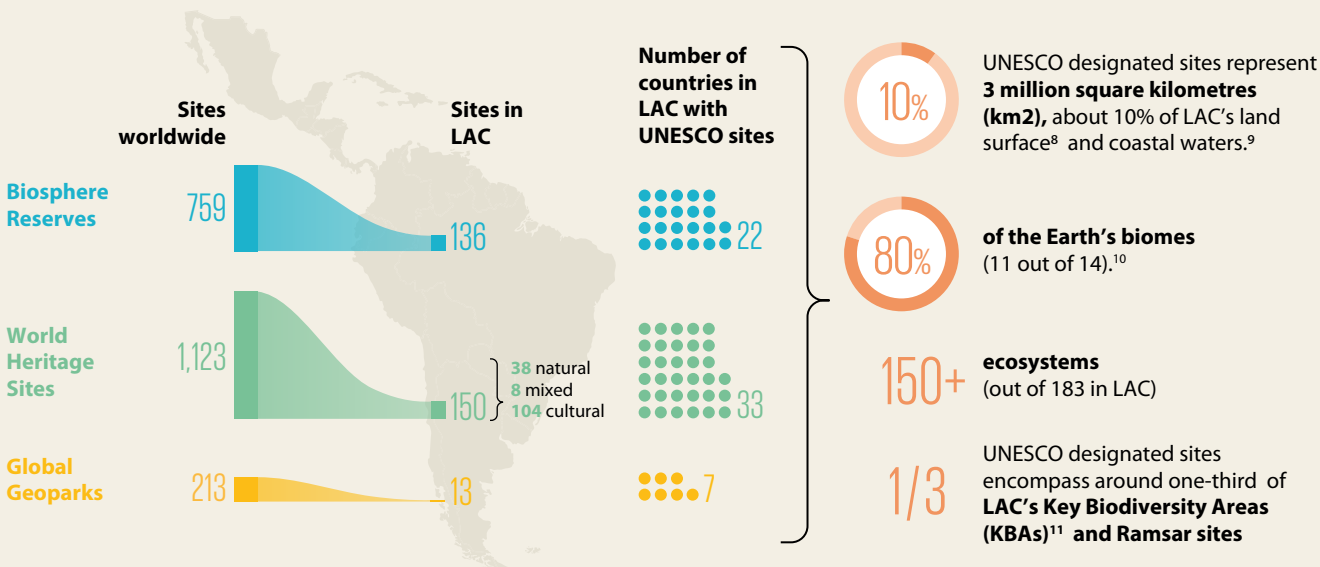 Sites
worldwide
Sites in
LAC
Number of
countries in
LAC with
UNESCO sites
Biosphere
Reserves
759
136
22
World
Heritage
Sites
1,123
150
38 natural
8 mixed
104 cultural
33
Global
Geoparks
213
13
7
10%
UNESCO designated sites represent
3 million square kilometres
(km2), about 10% of LAC’s land
surface⁸ and coastal waters.⁹
80%
of the Earth’s biomes
(11 out of 14).¹⁰
150+
ecosystems
(out of 183 in LAC)
1/3
UNESCO designated sites
encompass around one-third of
LAC’s Key Biodiversity Areas
(KBAs)¹¹ and Ramsar sites